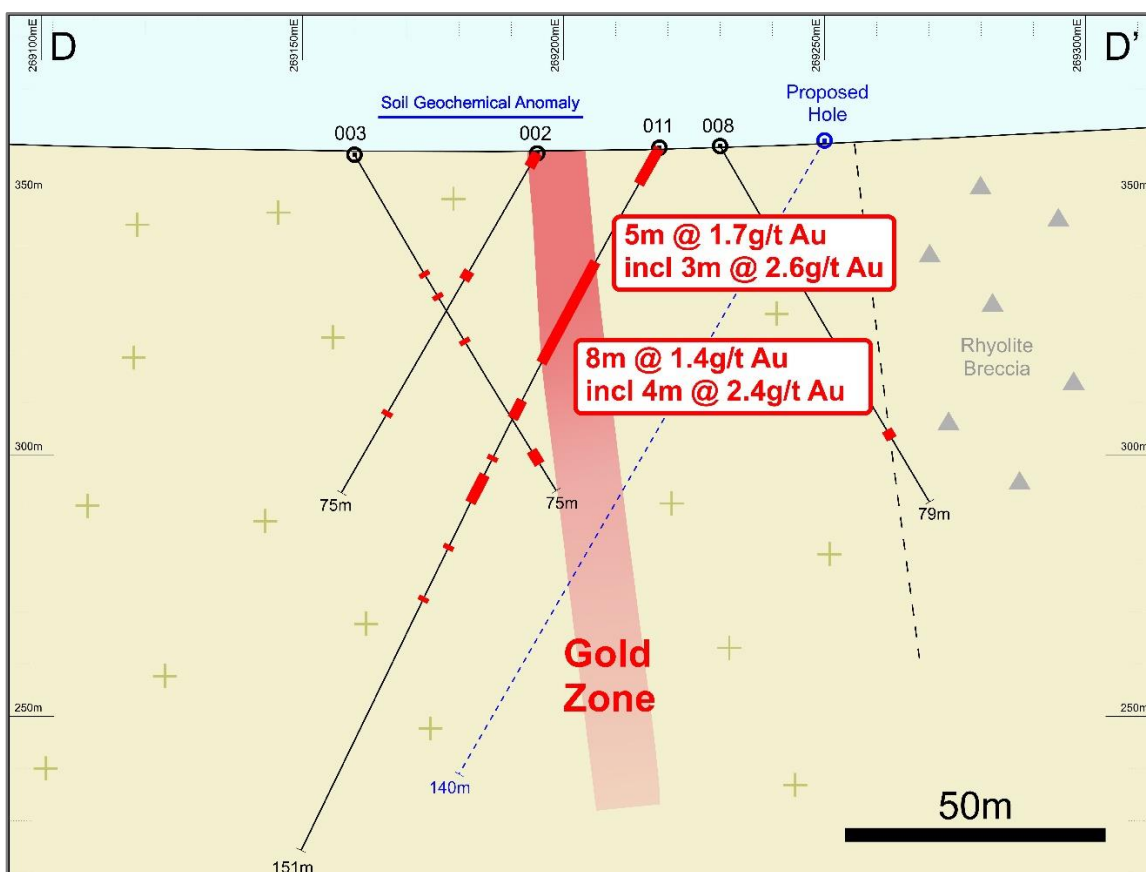 269100mE
269150mE
269200mE
269250mE
269300mE
D
D'
Soil Geochemical Anomaly
Proposed
Hole
003
002
011
008
350m
350m
5m @ 1.7g/t Au
incl 3m @ 2.6g/t Au
Rhyolite
Breccia
8m @ 1.4g/t Au
incl 4m @ 2.4g/t Au
300m
300m
75m
75m
79m
Gold
Zone
250m
250m
140m
50m
151m